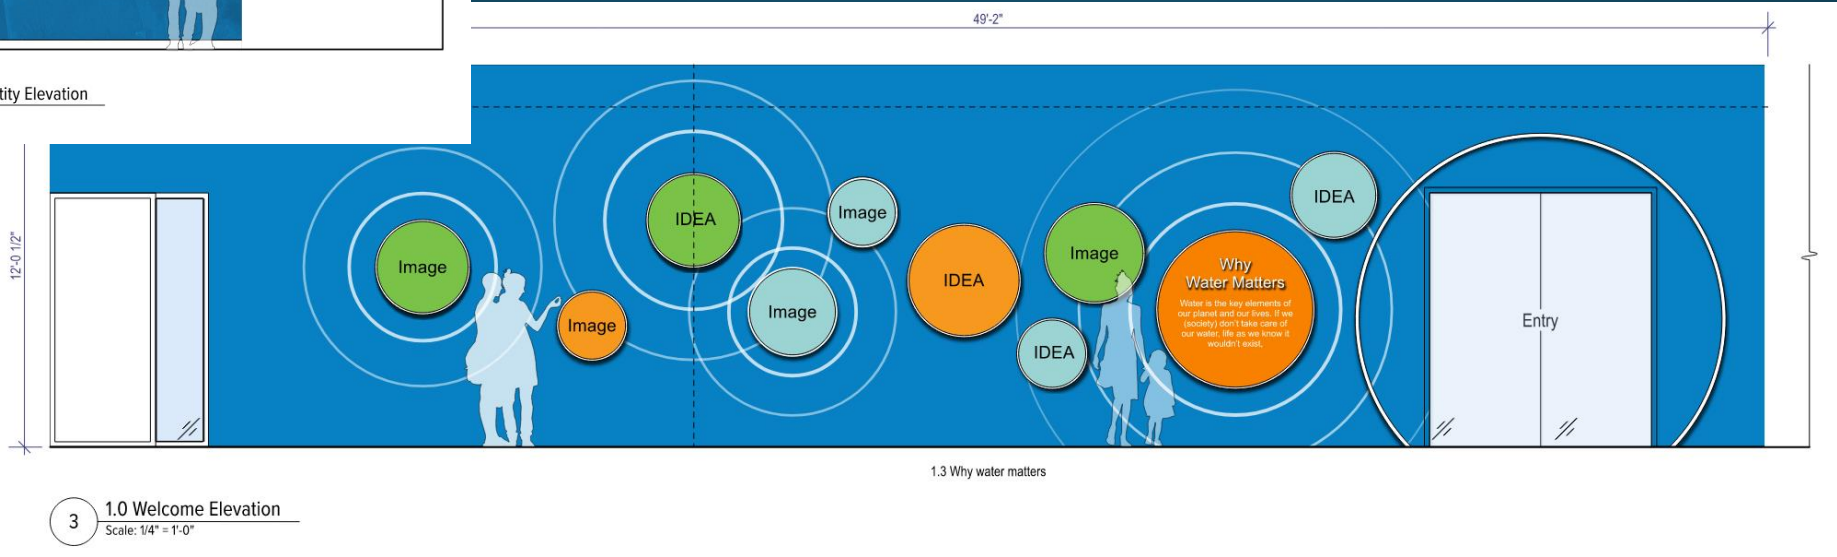 49'-2"
tity Elevation
12'-0 1/2"
Image
Image
IDEA
Image
Image
IDEA
Image
IDEA
Why
Water Matters
Water is the key elements of
our planet and our lives. If we
(society) don't take care of
our water, life as we know it
wouldn't exist,
IDEA
Entry
1.3 Why water matters
3
1.0 Welcome Elevation
Scale: 1/4" = 1'-0"